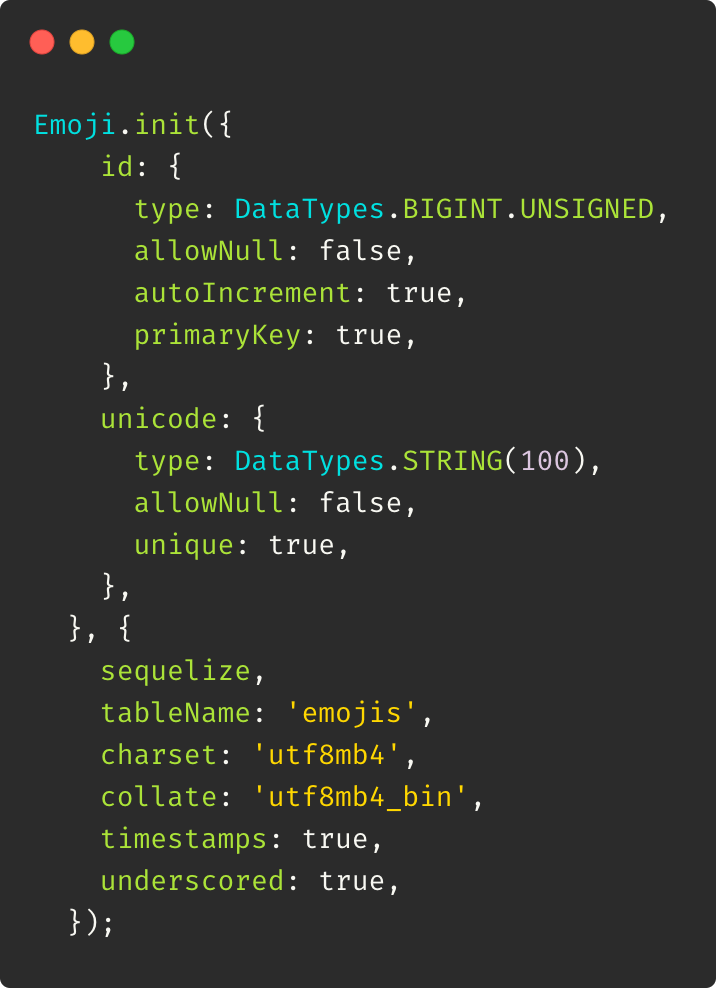 Emoji.init({
    id: {
      type: DataTypes.BIGINT.UNSIGNED,
      allowNull: false,
      autoIncrement: true,
      primaryKey: true,
    },
    unicode: {
      type: DataTypes.STRING(100),
      allowNull: false,
      unique: true,
    },
  }, {
    sequelize,
    tableName: 'emojis',
    charset: 'utf8mb4',
    collate: 'utf8mb4_bin',
    timestamps: true,
    underscored: true,
  });